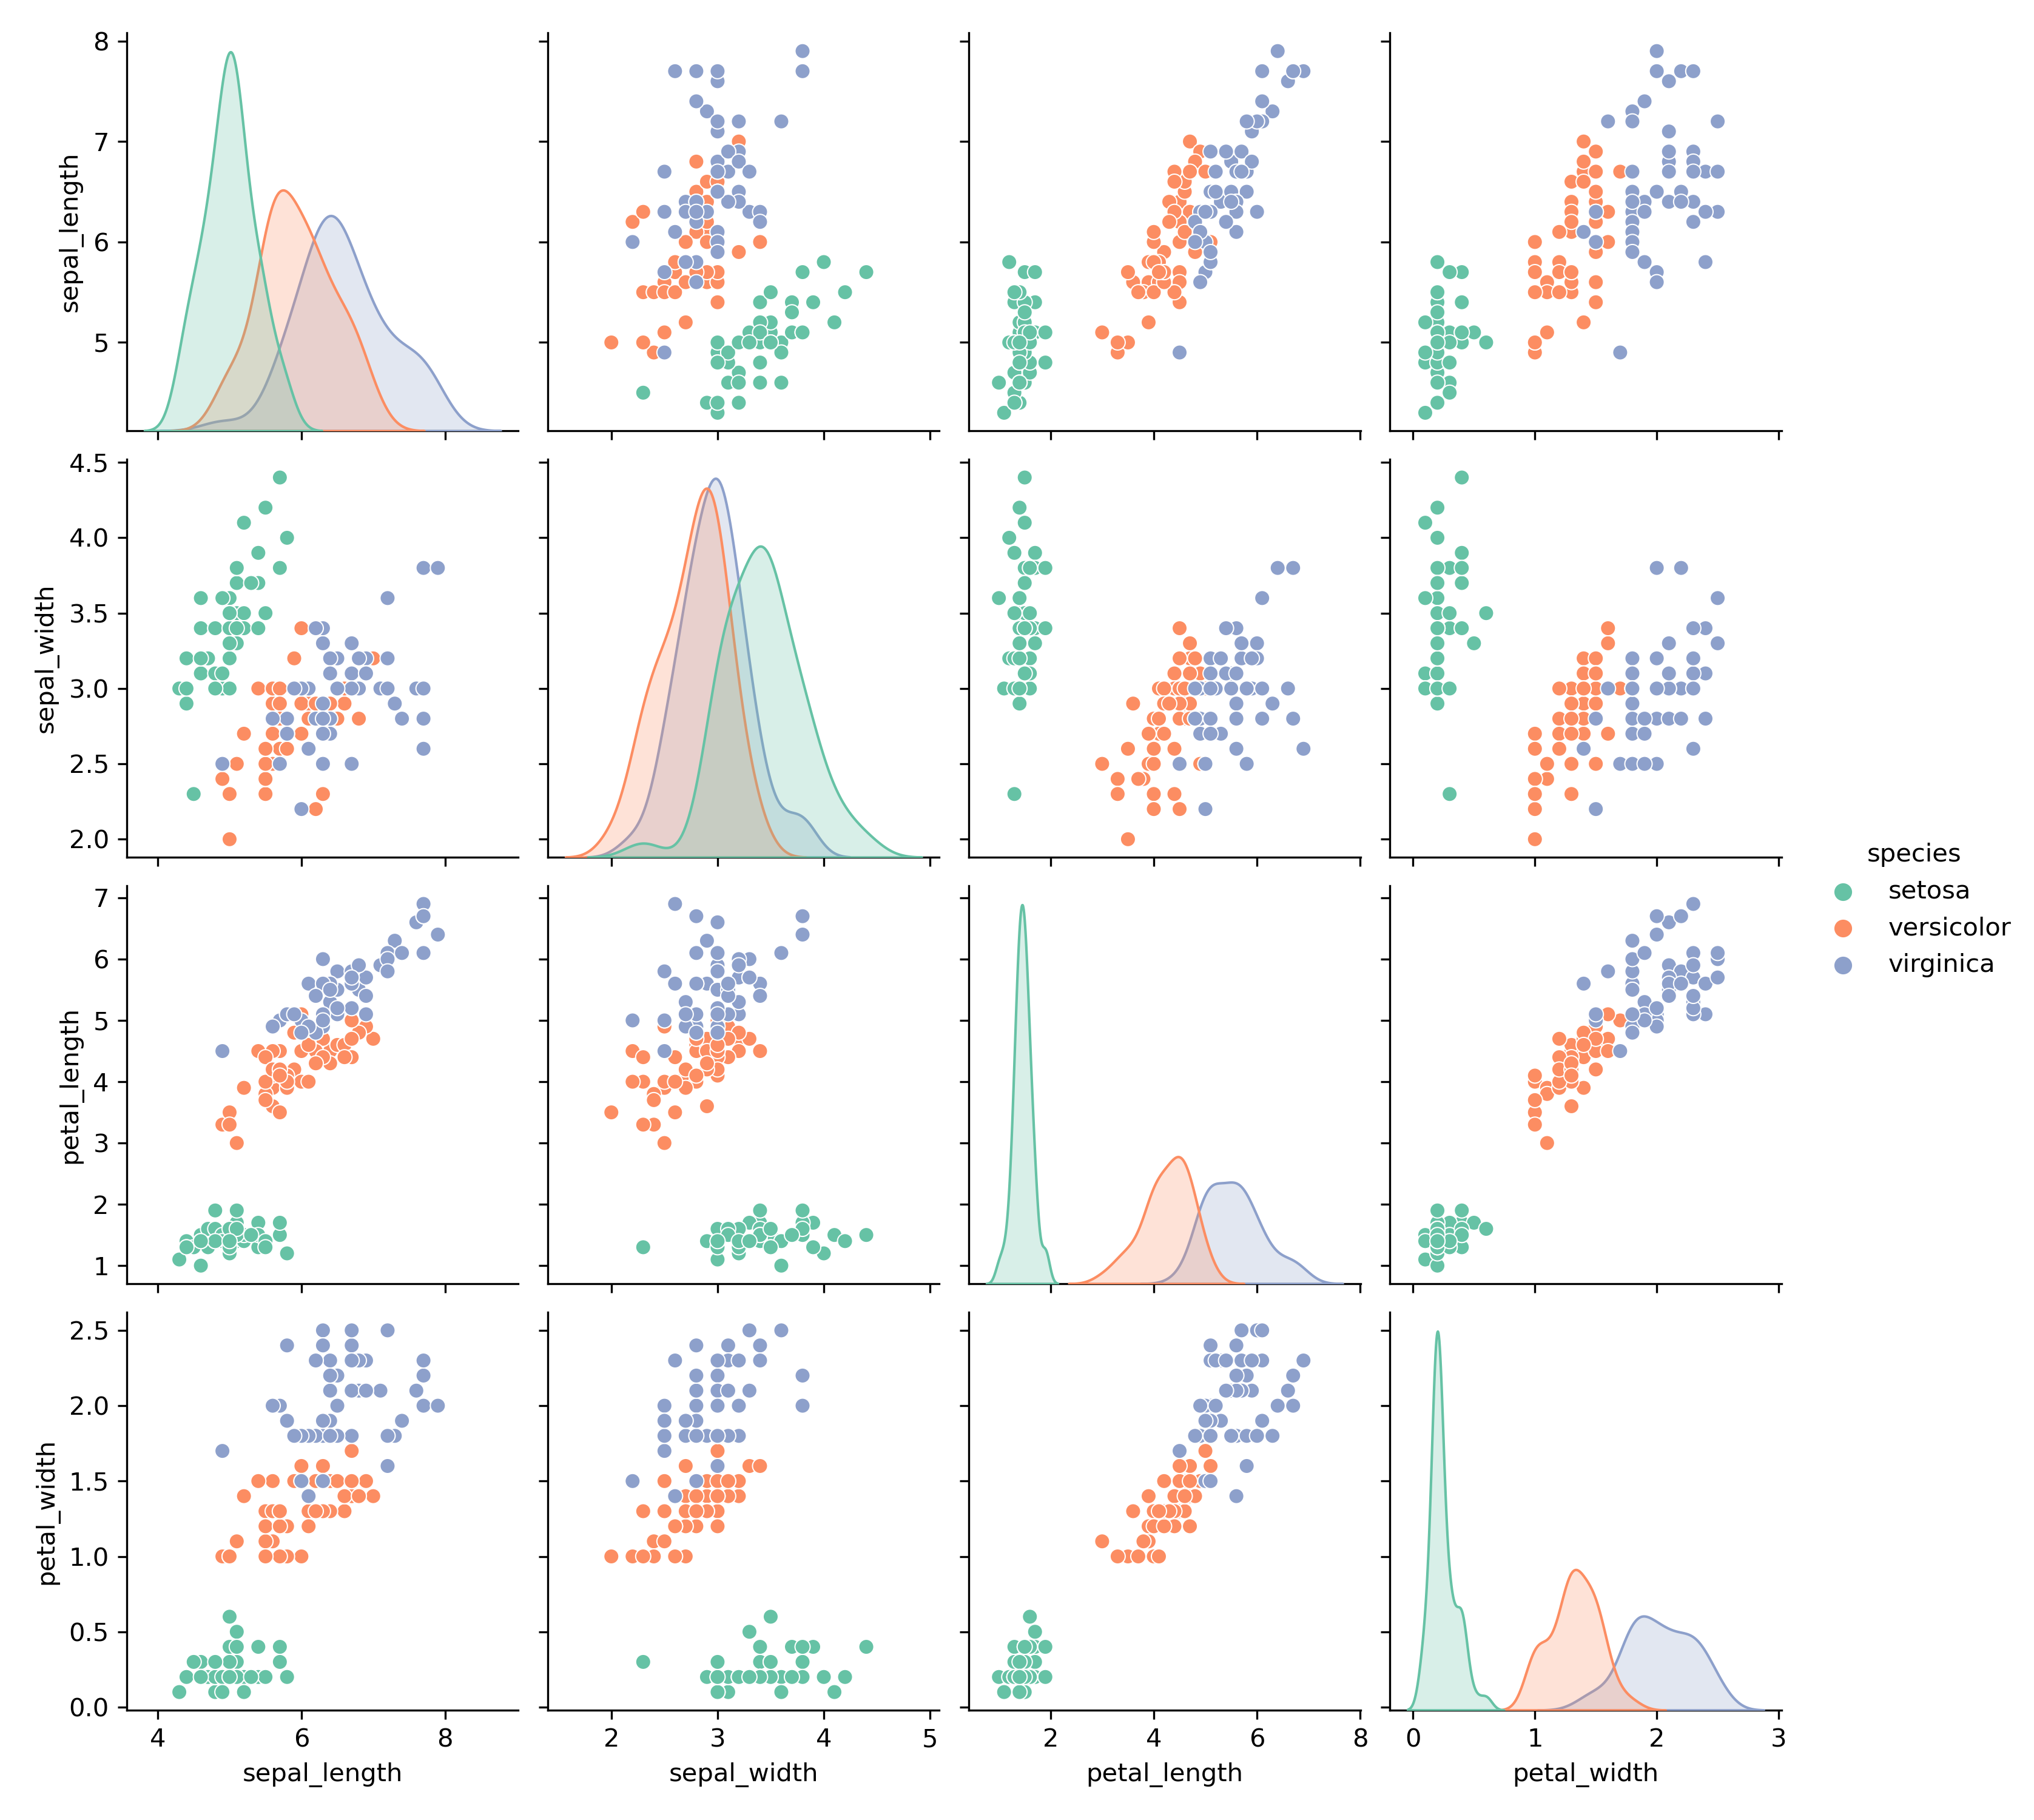 8
7
6
5
sepal_length
4.5
4.0
3.5
3.0
2.5
2.0
sepal_width
7
6
5
4
3
2
1
petal_length
2.5
2.0
1.5
1.0
0.5
0.0
petal_width
4 6 8
sepal_length
2 3 4 5
sepal_width
2 4 6 8
petal_length
0 1 2 3
petal_width
species
setosa
versicolor
virginica